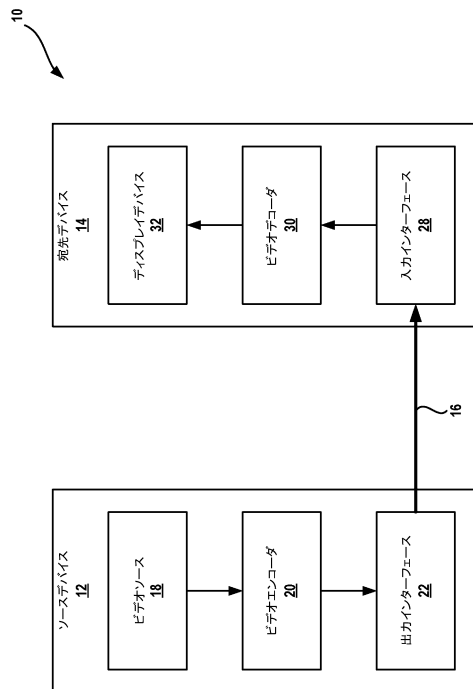 10
ソースデバイス
12
ビデオソース
18
ビデオエンコーダ
20
出力インターフェース
22
16
宛先デバイス
14
ディスプレイデバイス
32
ビデオデコーダ
30
入力インターフェース
28